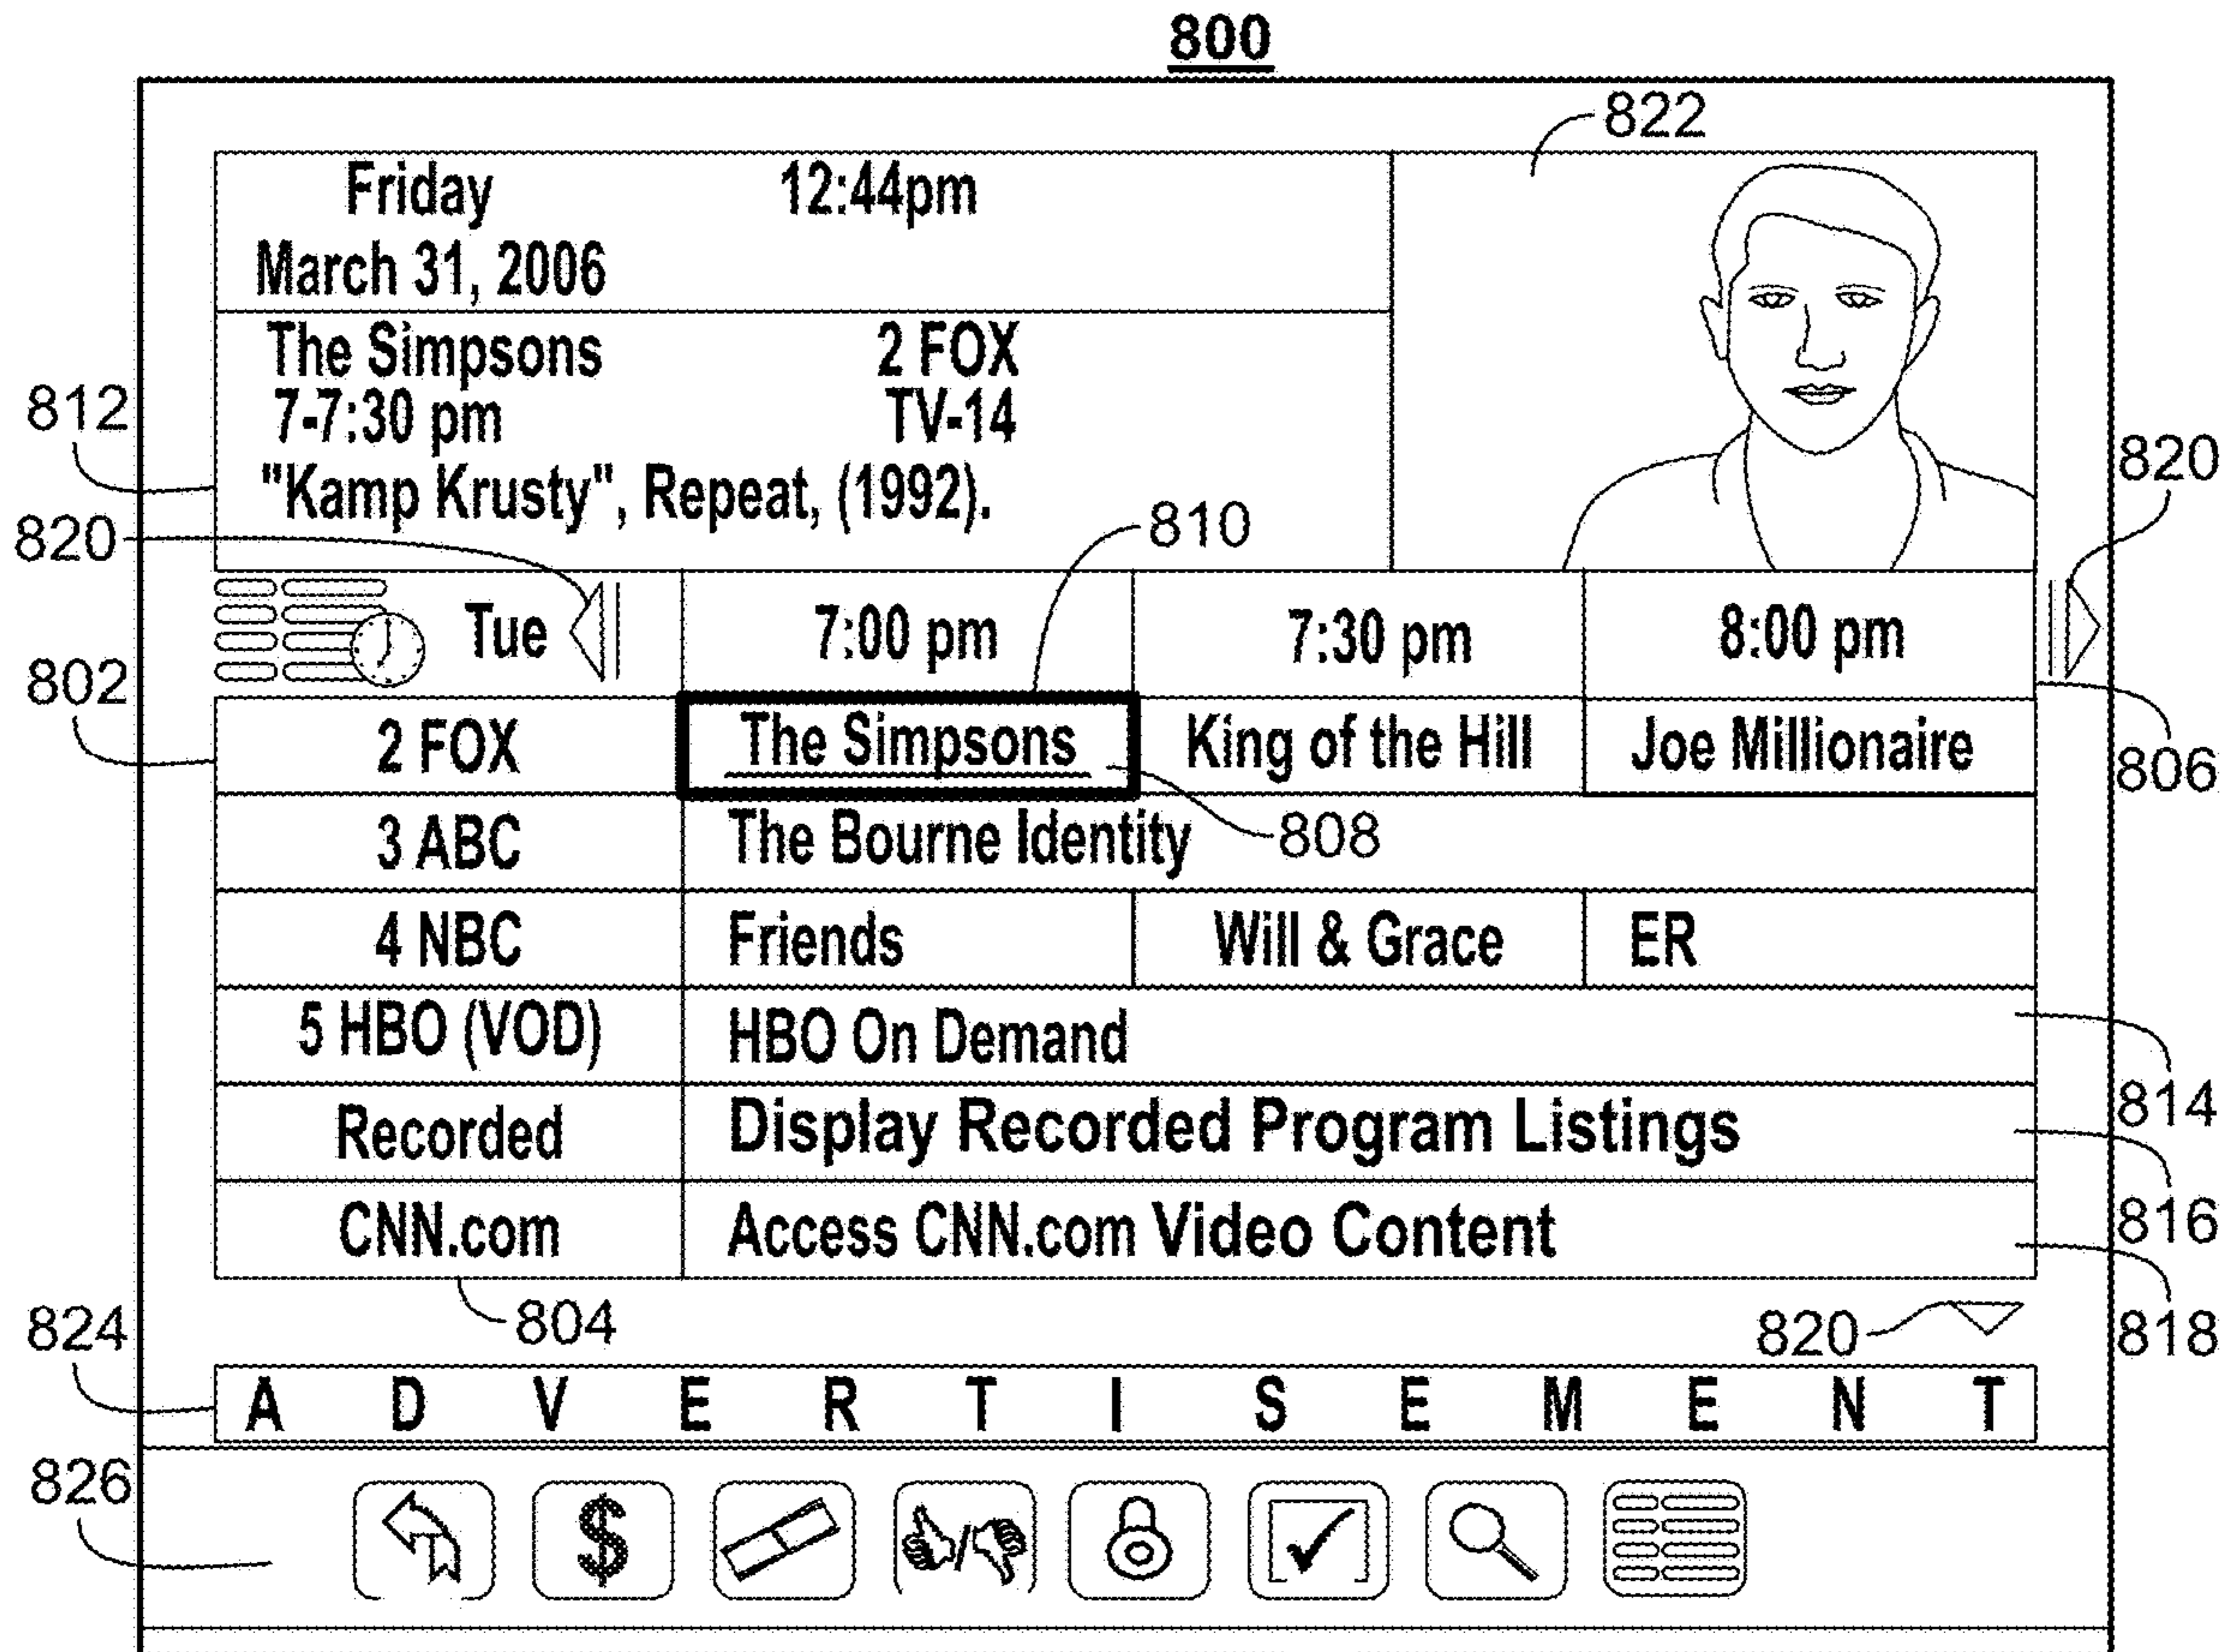 800
822
Friday 12:44pm
March 31, 2006
The Simpsons 2 FOX
812
7-7:30 pm TV-14
820
"Kamp Krusty", Repeat, (1992).
820
810
Tue 7:00 pm 7:30 pm 8:00 pm
802
2 FOX The Simpsons King of the Hill Joe Millionaire
806
3 ABC The Bourne Identity 808
4 NBC Friends Will & Grace ER
5 HBO (VOD) HBO On Demand
814
Recorded Display Recorded Program Listings
816
CNN.com Access CNN.com Video Content
824
804
820
818
A D V E R T I S E M E N T
826
$